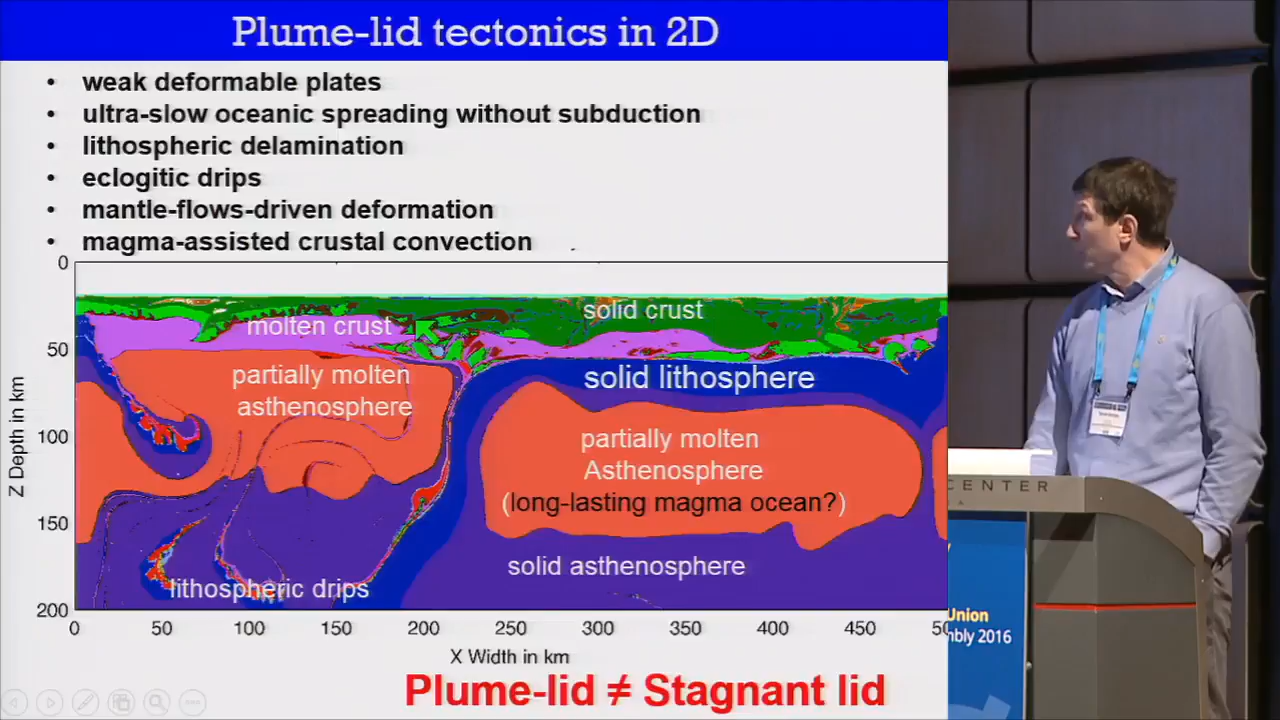 Plume-lid tectonics in 2D
• weak deformable plates
• ultra-slow oceanic spreading without subduction
• lithospheric delamination
• eclogitic drips
• mantle-flows-driven deformation
• magma-assisted crustal convection
0
50
100
150
200
Z Depth in km
solid crust
molten crust
partially molten
asthenosphere
solid lithosphere
partially molten
Asthenosphere
(long-lasting magma ocean?)
solid asthenosphere
lithospheric drips
0 50 100 150 200 250 300 350 400 450 50
X Width in km
Plume-lid ≠ Stagnant lid
CENTER
Union
mbly 2016